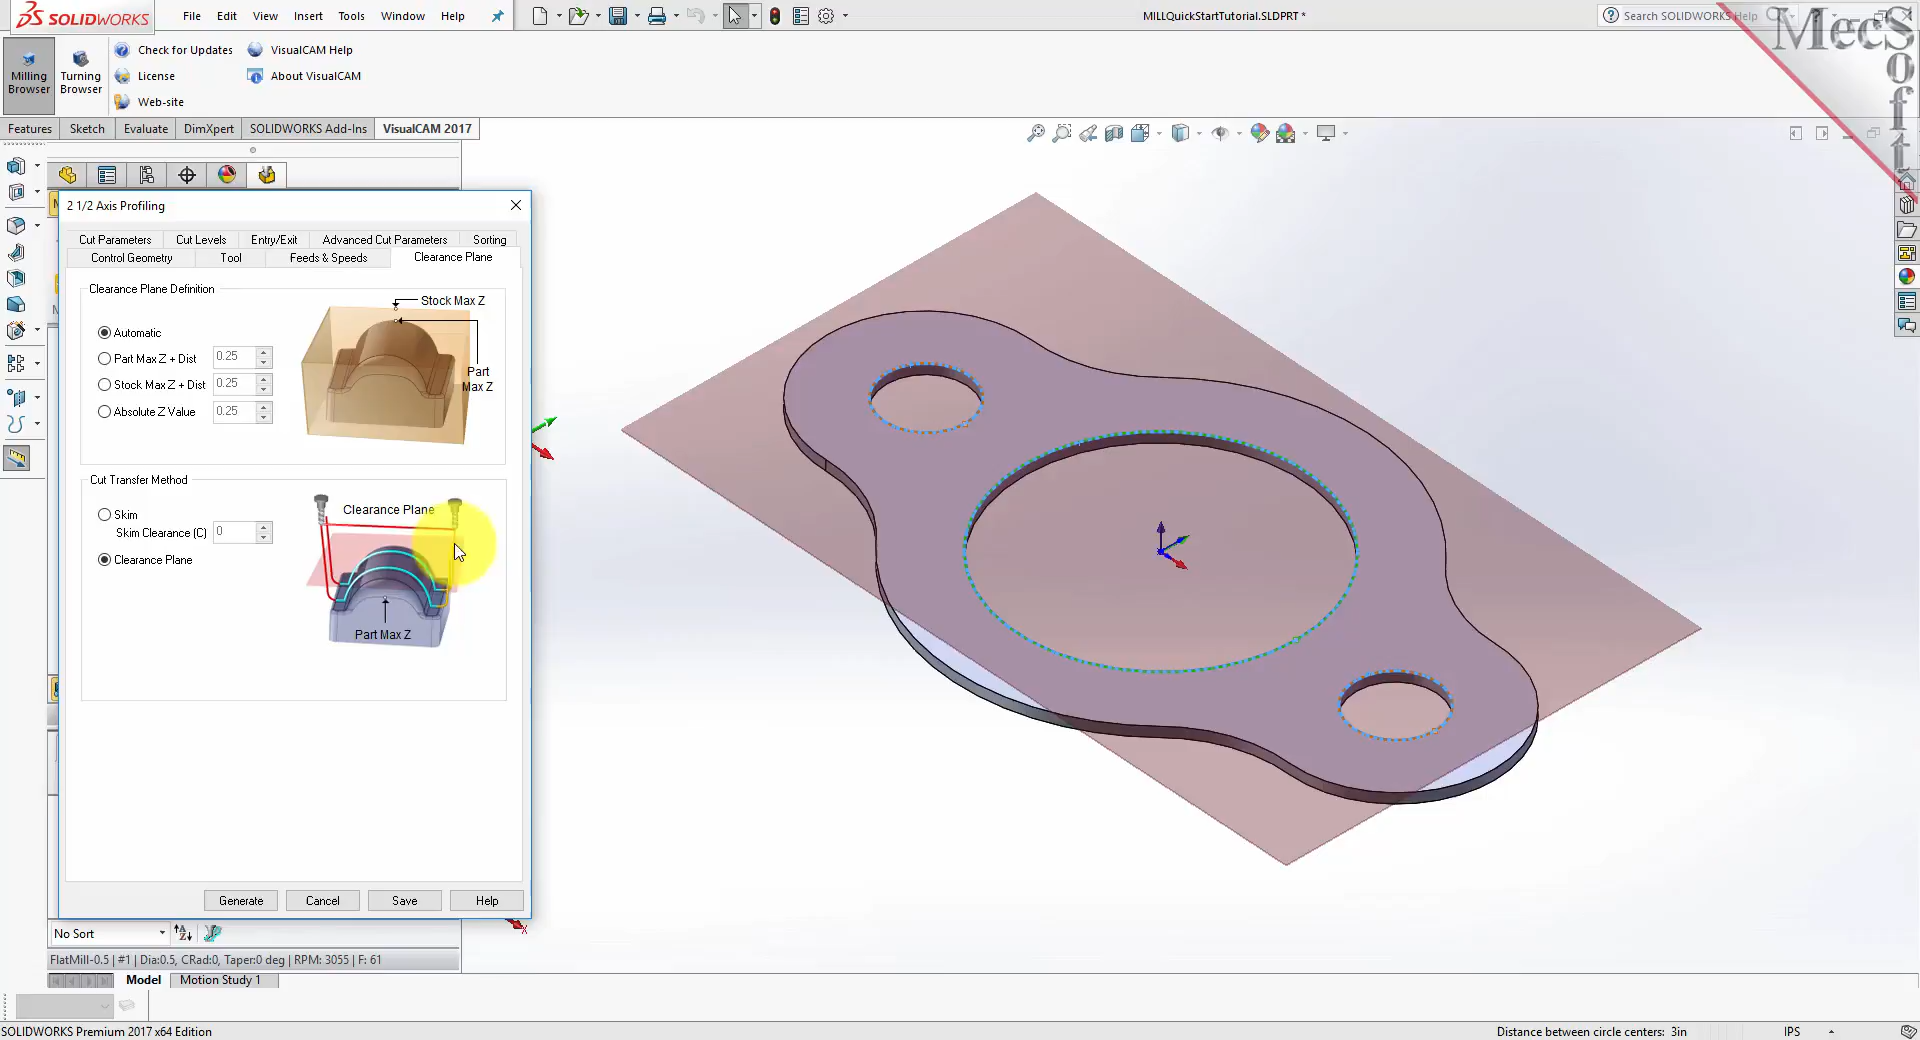 SOLIDWORKS
File Edit View Insert Tools Window Help
MILLQuickStartTutorial.SLDPRT *
Search SOLIDWORKS Help
MecSoft
Milling Browser
Turning Browser
Check for Updates
VisualCAM Help
License
About VisualCAM
Web-site
Features Sketch Evaluate DimXpert SOLIDWORKS Add-Ins VisualCAM 2017
2 1/2 Axis Profiling
Cut Parameters Cut Levels Entry/Exit Advanced Cut Parameters Sorting
Control Geometry Tool Feeds & Speeds Clearance Plane
Clearance Plane Definition
Stock Max Z
Automatic
Part Max Z + Dist 0.25
Part
Max Z
Stock Max Z + Dist 0.25
Absolute Z Value 0.25
Cut Transfer Method
Skim
Clearance Plane
Skim Clearance (C) 0
Clearance Plane
Part Max Z
Generate Cancel Save Help
X
No Sort
FlatMill-0.5 | #1 | Dia:0.5, CRad:0, Taper:0 deg | RPM: 3055 | F: 61
Model Motion Study 1
SOLIDWORKS Premium 2017 x64 Edition
Distance between circle centers: 3in
IPS